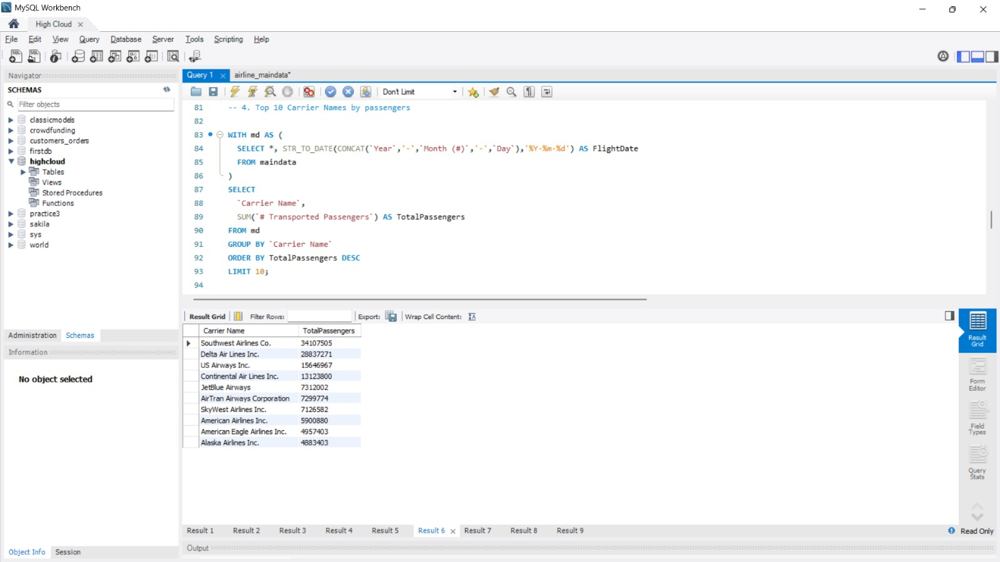 MySQL Workbench
High Cloud
File Edit View Query Database Server Tools Scripting Help
Navigator
SCHEMAS
Filter objects
classicmodels
crowdfunding
customers_orders
firstdb
highcloud
Tables
Views
Stored Procedures
Functions
practice3
sakila
sys
world
Administration Schemas
Information
No object selected
Object Info Session
Query 1 airline_maindata*
Don't Limit
81 -- 4. Top 10 Carrier Names by passengers
82
83 WITH md AS (
84 SELECT *, STR_TO_DATE(CONCAT(`Year`,'-',`Month (#)`,'-',`Day`),'%Y-%m-%d') AS FlightDate
85 FROM maindata
86 )
87 SELECT
88 `Carrier Name`,
89 SUM(`# Transported Passengers`) AS TotalPassengers
90 FROM md
91 GROUP BY `Carrier Name`
92 ORDER BY TotalPassengers DESC
93 LIMIT 10;
94
Result Grid Filter Rows: Export: Wrap Cell Content:
Carrier Name TotalPassengers
Southwest Airlines Co. 34107505
Delta Air Lines Inc. 28837271
US Airways Inc. 15646967
Continental Air Lines Inc. 13123800
JetBlue Airways 7312002
AirTran Airways Corporation 7299774
SkyWest Airlines Inc. 7126582
American Airlines Inc. 5900880
American Eagle Airlines Inc. 4957403
Alaska Airlines Inc. 4883403
Result
Grid
Form
Editor
Field
Types
Query
Stats
Result 1 Result 2 Result 3 Result 4 Result 5 Result 6 Result 7 Result 8 Result 9
Read Only
Output